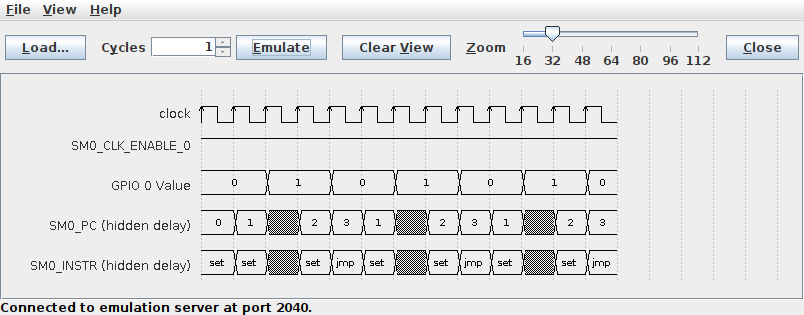 File View Help
Load... Cycles 1 Emulate Clear View Zoom 16 32 48 64 80 96 112 Close
clock
SM0_CLK_ENABLE_0
GPIO 0 Value 0 1 0 1 0 1 0
SM0_PC (hidden delay) 0 1 2 3 1 2 3 1 2 3
SM0_INSTR (hidden delay) set set set jmp set set jmp set set jmp
Connected to emulation server at port 2040.